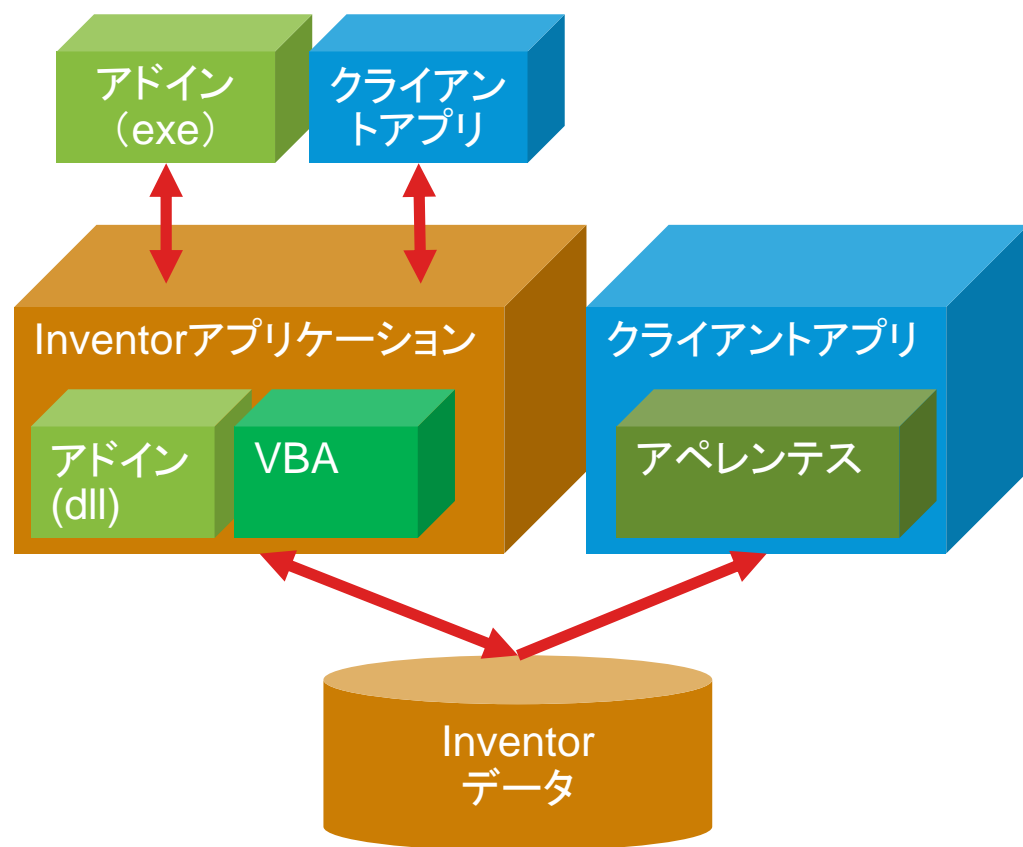 アドイン
（exe）
クライアン
トアプリ
Inventorアプリケーション
クライアントアプリ
アドイン
(dll)
VBA
アペレンテス
Inventor
データ